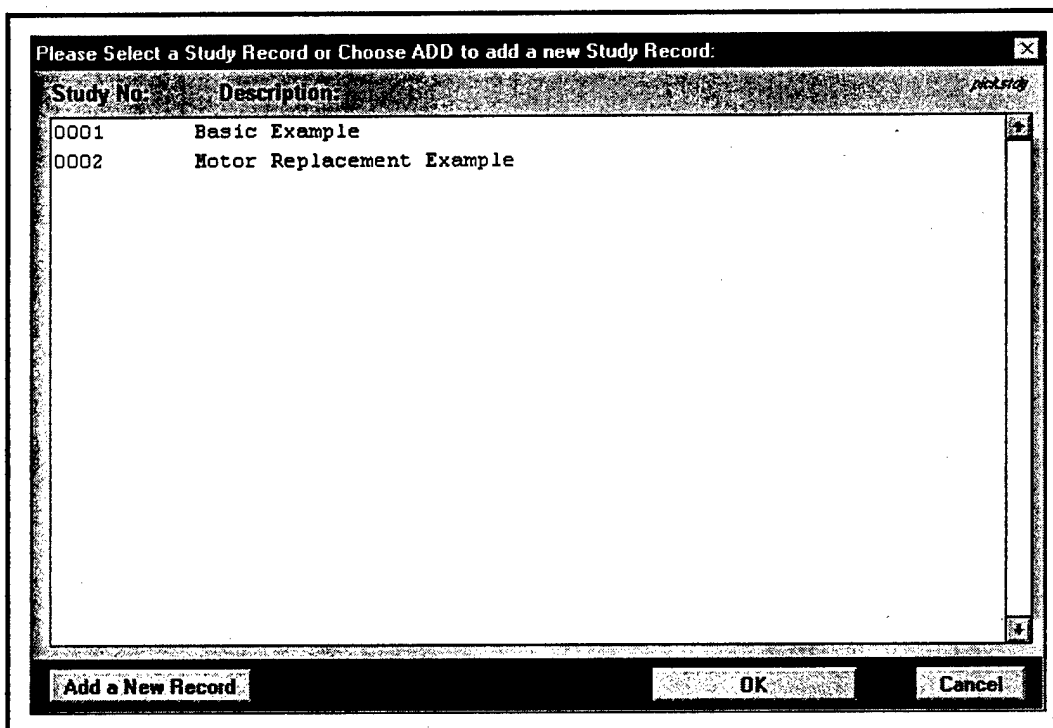 Please Select a Study Record or Choose ADD to add a new Study Record:
Study No: Description:
0001 Basic Example
0002 Motor Replacement Example
Add a New Record OK Cancel